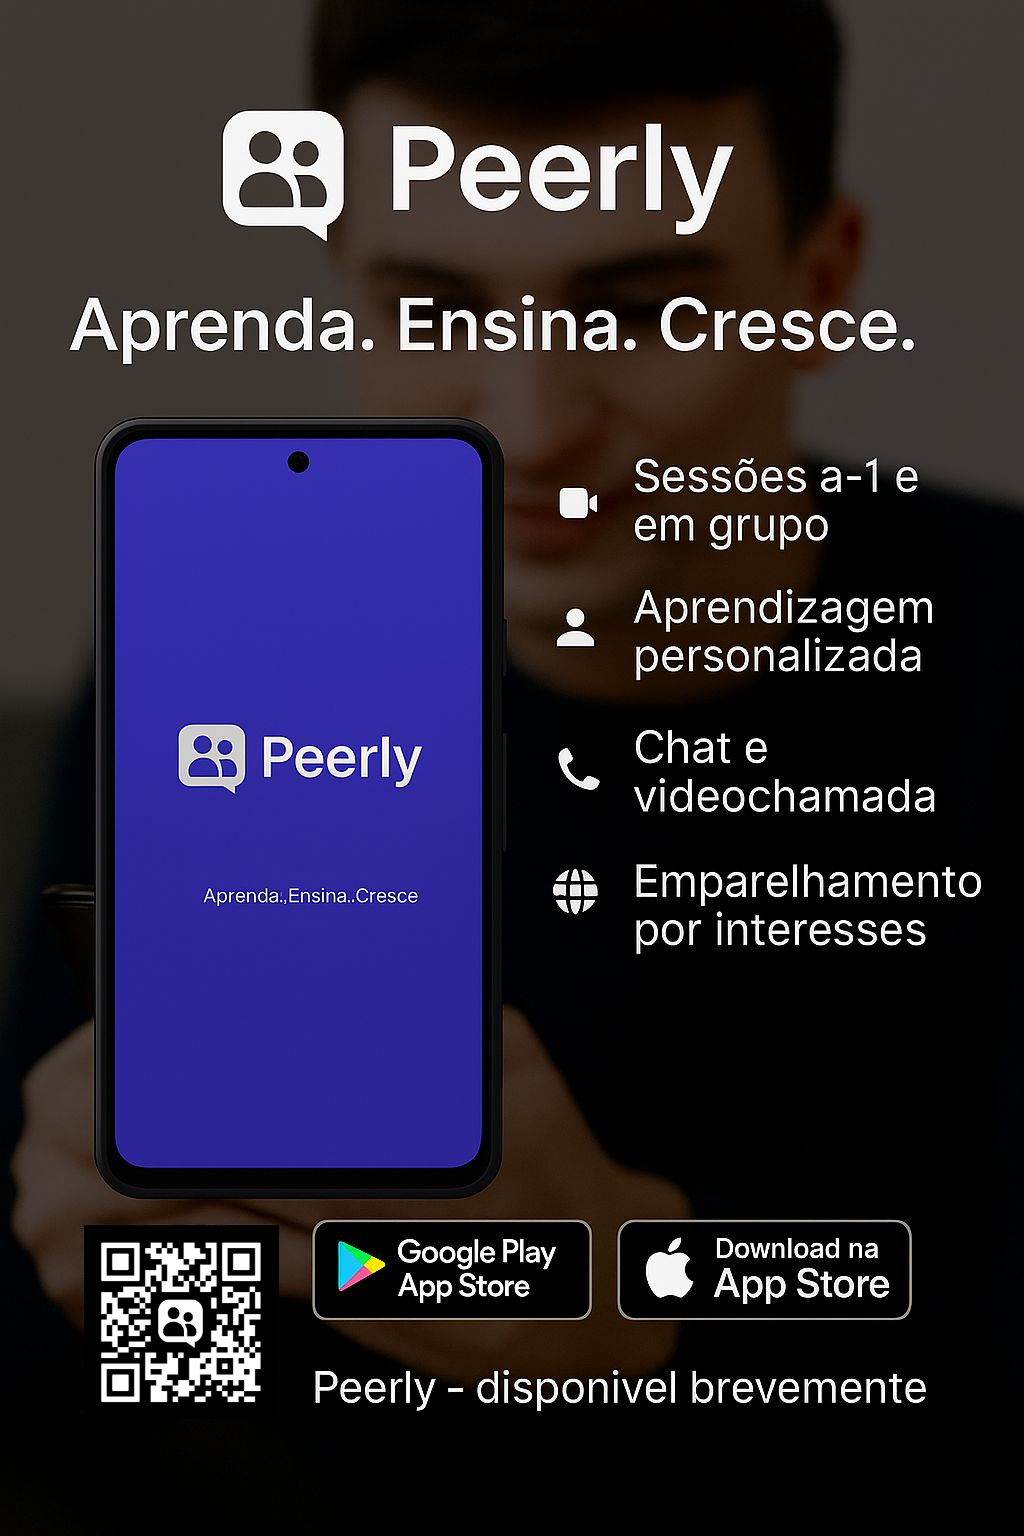 Peerly
Aprenda. Ensina. Cresce.
Sessões a-1 e
em grupo
Aprendizagem
personalizada
Chat e
videochamada
Emparelhamento
por interesses
Peerly
Aprenda.,Ensina..Cresce
Google Play
App Store
Download na
App Store
Peerly - disponivel brevemente